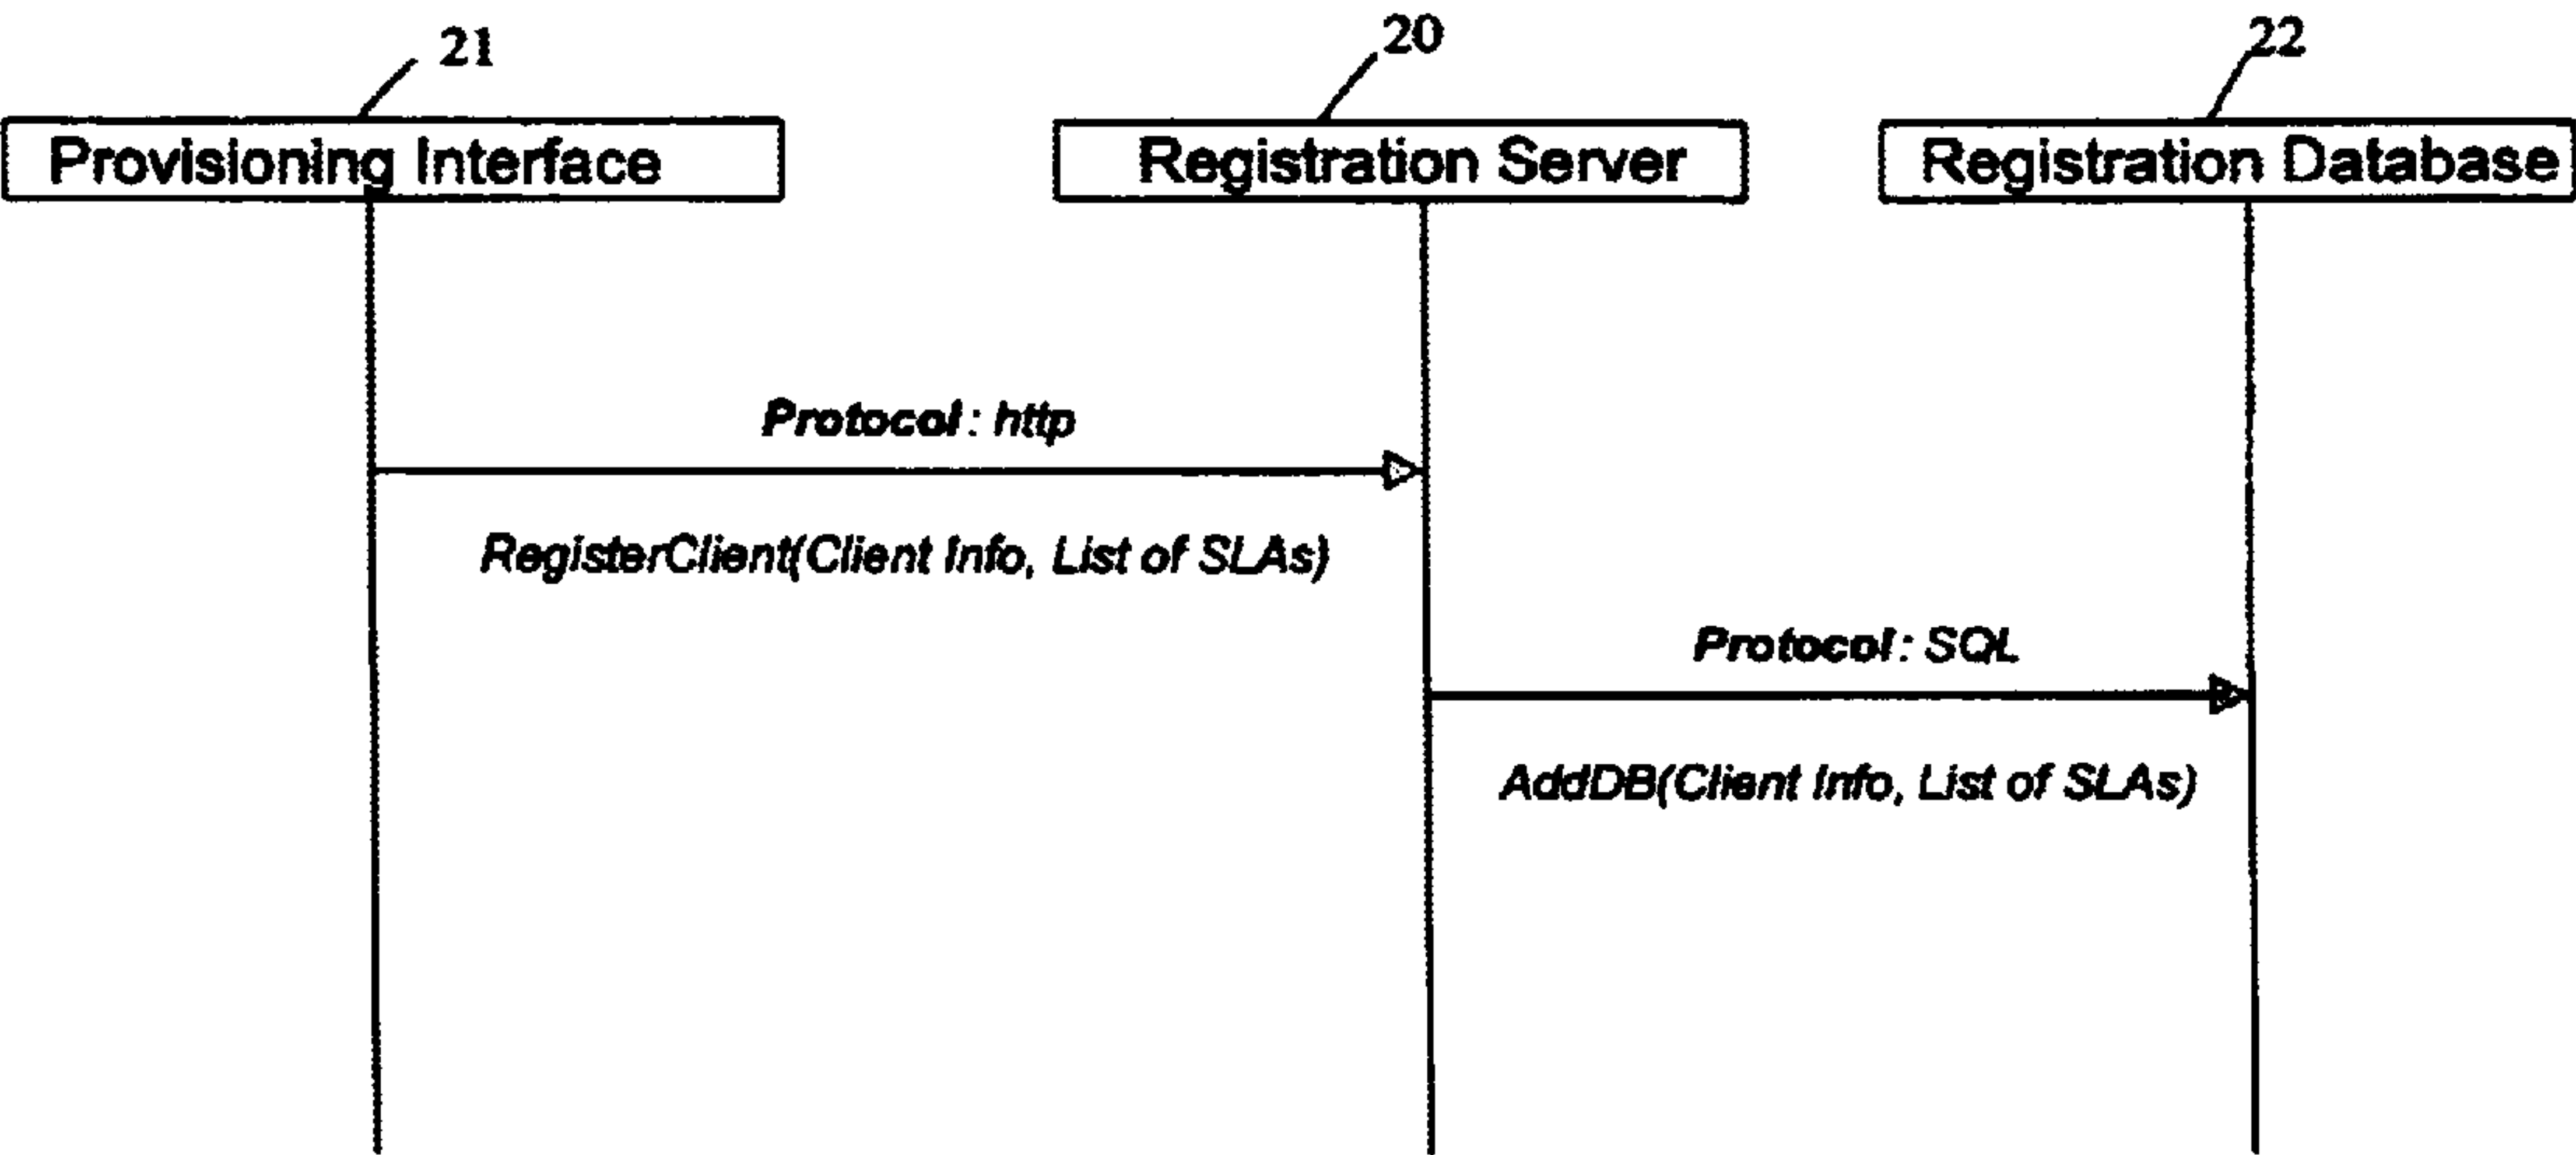 21
20
22
Provisioning Interface
Registration Server
Registration Database
Protocol: http
RegisterClient(Client Info, List of SLAs)
Protocol: SQL
AddDB(Client Info, List of SLAs)